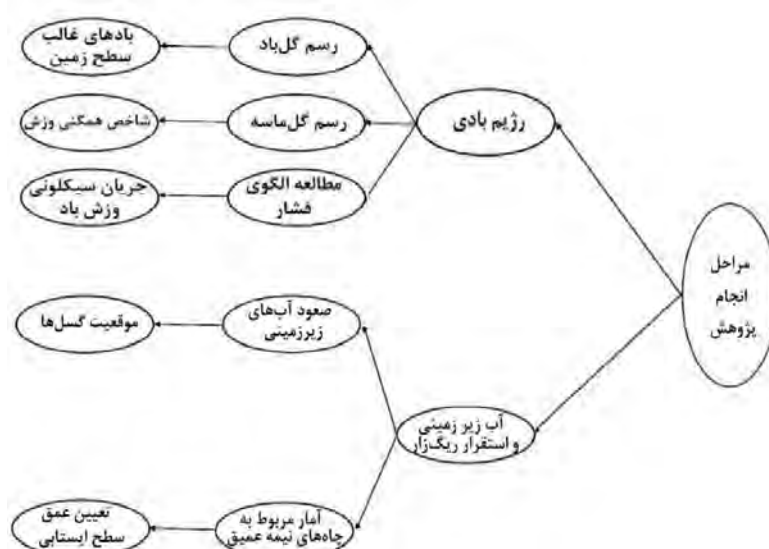 مراحل
انجام
پژوهش
رژیم بادی
رسم گل‌باد
بادهای غالب
سطح زمین
رسم گل‌ماسه
شاخص همگنی وزش
مطالعه الگوی
فشار
جریان سیکلونی
وزش باد
آب زیر زمینی
و استقرار ریگ‌زار
صعود آب‌های
زیرزمینی
موقعیت گسل‌ها
آمار مربوط به
چاه‌های نیمه عمیق
تعیین عمق
سطح ایستابی